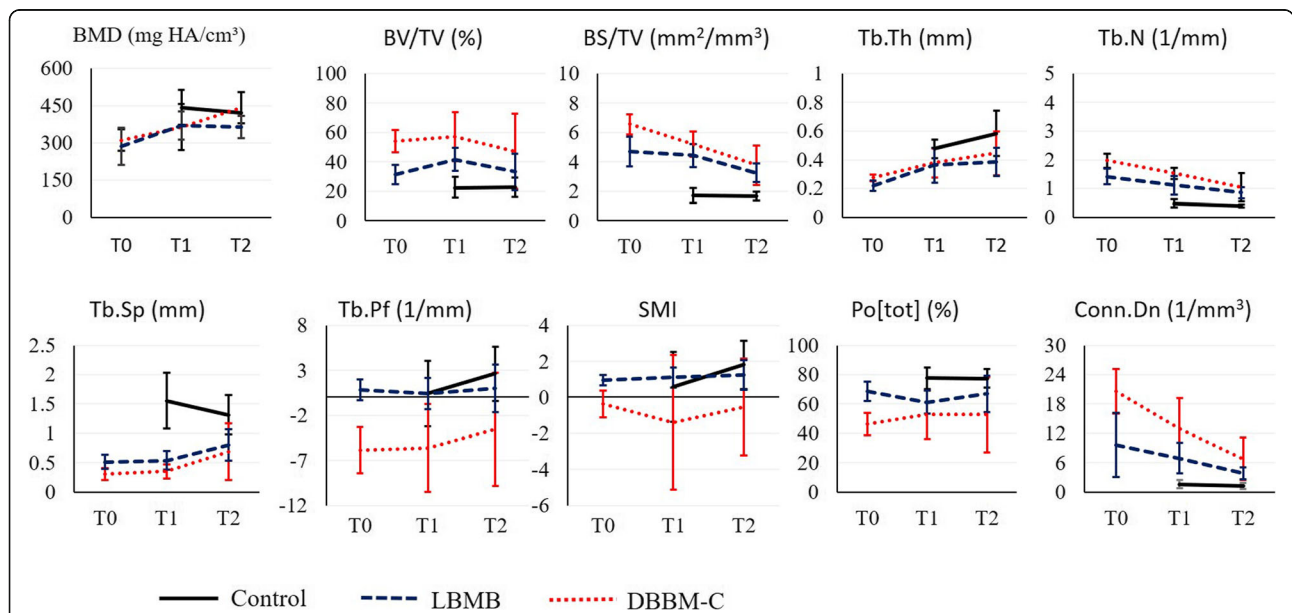 BMD (mg HA/cm³) BV/TV (%) BS/TV (mm²/mm³) Tb.Th (mm) Tb.N (1/mm)
600 100 10 1 5
450 80 8 0.8 4
300 60 6 0.6 3
150 40 4 0.4 2
0 20 2 0.2 1
0 0 0 0
T0 T1 T2 T0 T1 T2 T0 T1 T2 T0 T1 T2 T0 T1 T2
Tb.Sp (mm) Tb.Pf (1/mm) SMI Po[tot] (%) Conn.Dn (1/mm³)
2.5 8 4 100 30
2 3 2 80 24
1.5 -2 0 60 18
1 -7 -2 40 12
0.5 -12 -4 20 6
0 -6 0 0
T0 T1 T2 T0 T1 T2 T0 T1 T2 T0 T1 T2 T0 T1 T2
Control LBMB DBBM-C